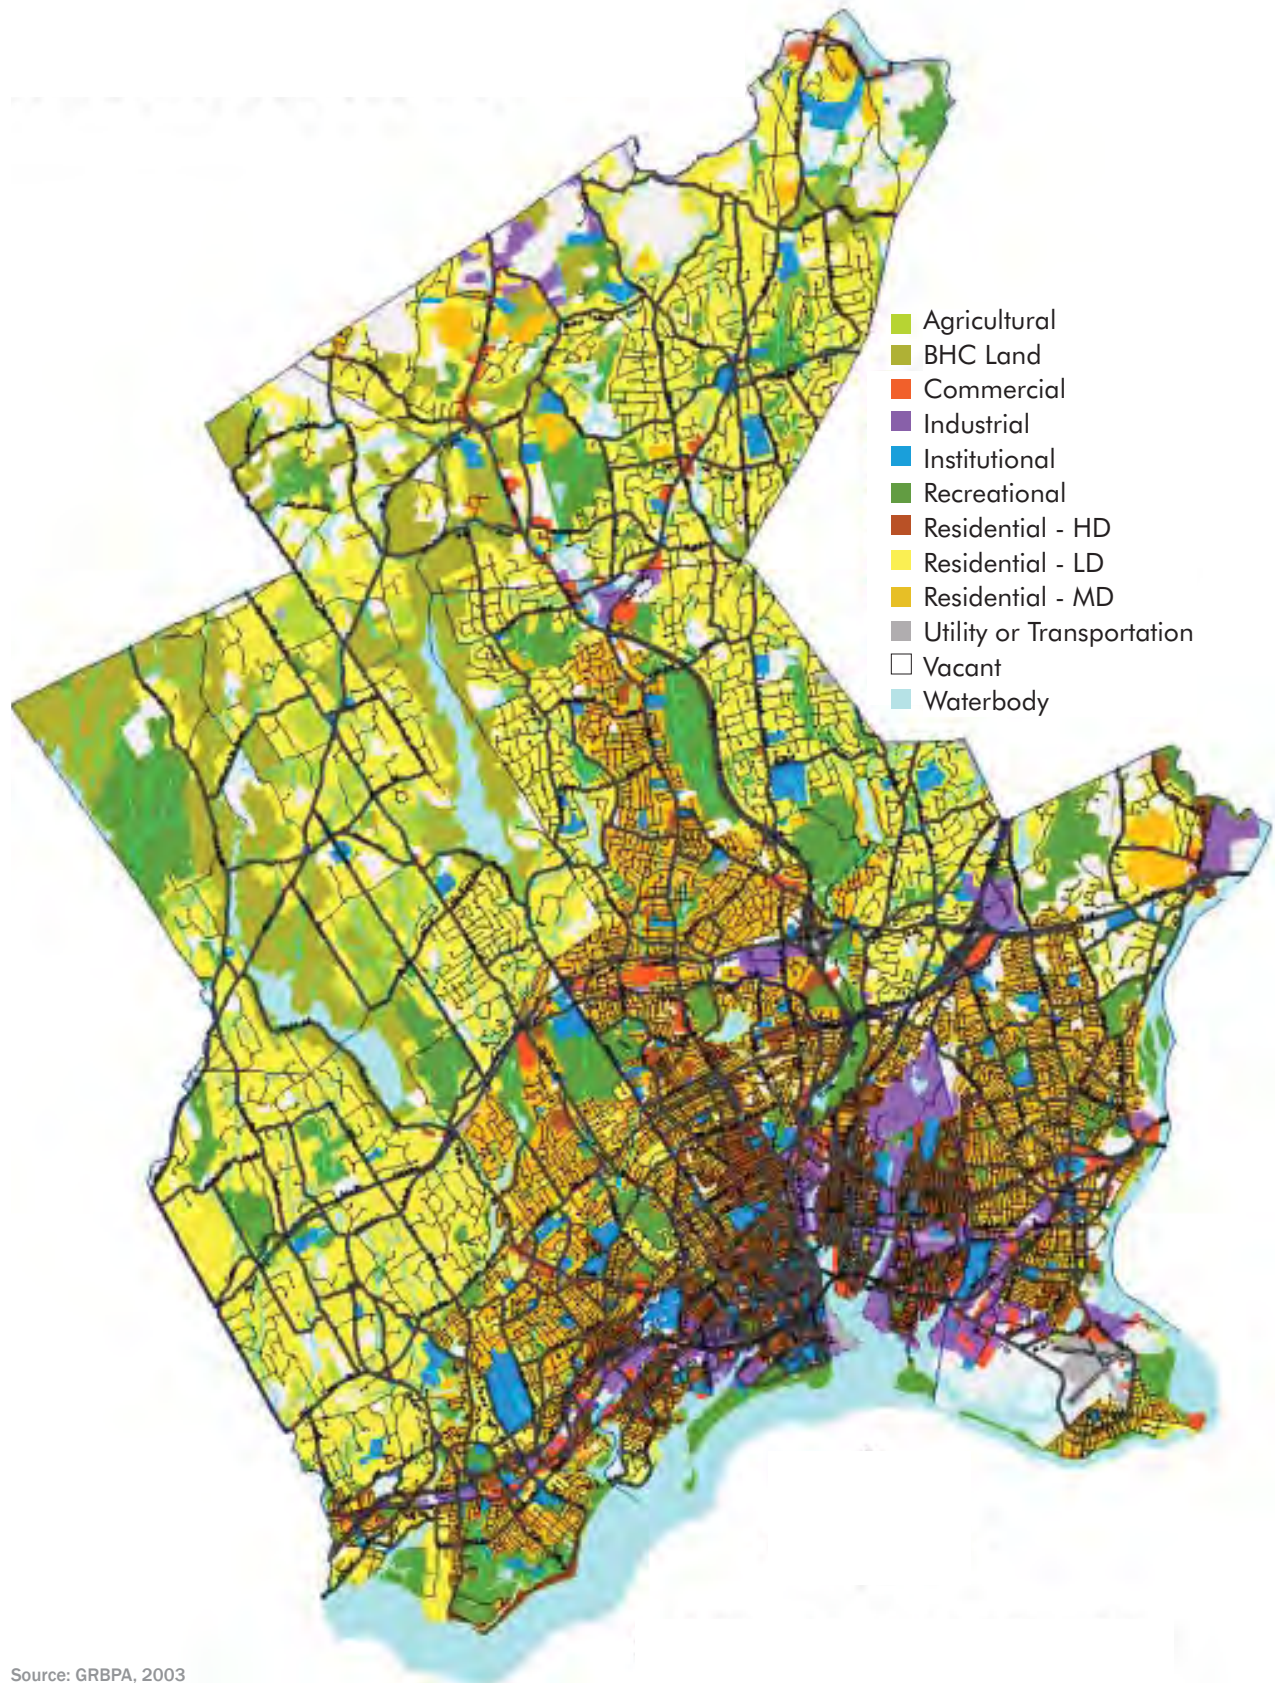 Agricultural
BHC Land
Commercial
Industrial
Institutional
Recreational
Residential - HD
Residential - LD
Residential - MD
Utility or Transportation
Vacant
Waterbody
Source: GRBPA, 2003